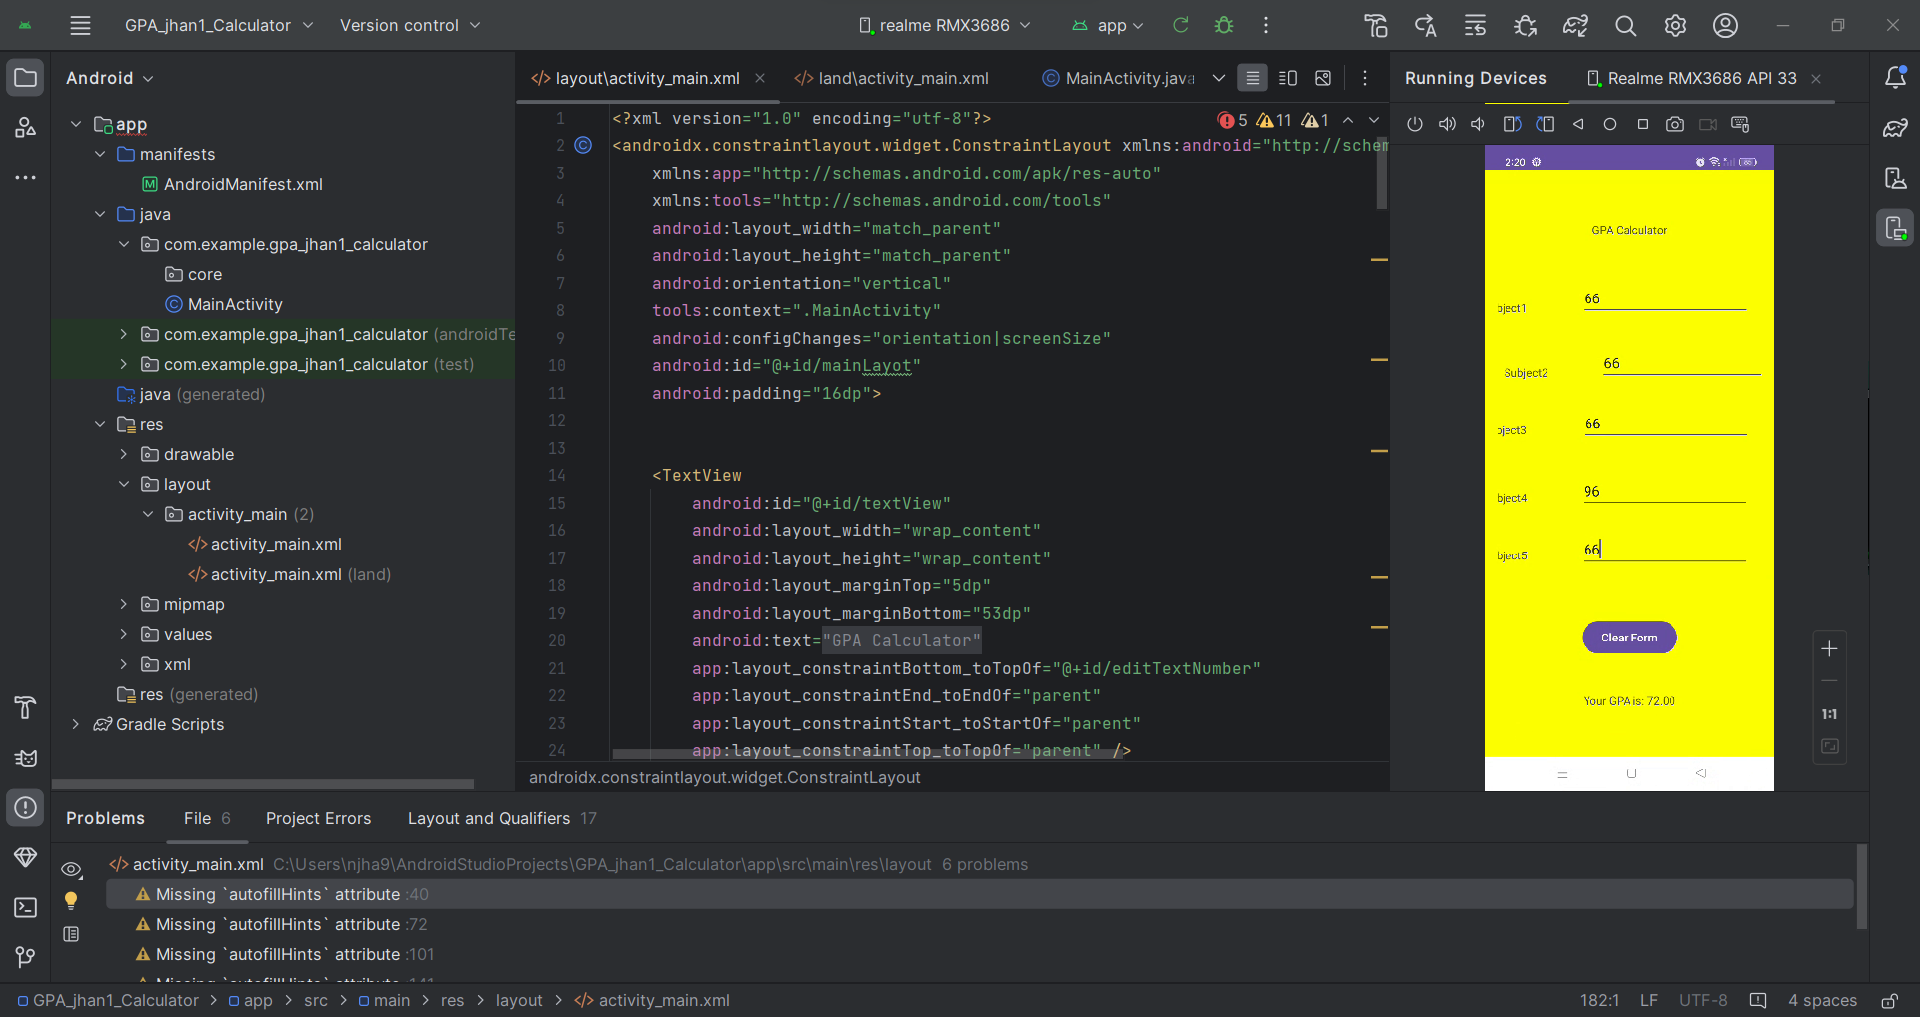 GPA_jhan1_Calculator Version control realme RMX3686 app
Android
app
manifests
AndroidManifest.xml
java
com.example.gpa_jhan1_calculator
core
MainActivity
com.example.gpa_jhan1_calculator (androidTe
com.example.gpa_jhan1_calculator (test)
java (generated)
res
drawable
layout
activity_main (2)
activity_main.xml
activity_main.xml (land)
mipmap
values
xml
res (generated)
Gradle Scripts
layout\activity_main.xml land\activity_main.xml MainActivity.java
5 11 1
1 <?xml version="1.0" encoding="utf-8"?>
2 <androidx.constraintlayout.widget.ConstraintLayout xmlns:android="http://schem
3 xmlns:app="http://schemas.android.com/apk/res-auto"
4 xmlns:tools="http://schemas.android.com/tools"
5 android:layout_width="match_parent"
6 android:layout_height="match_parent"
7 android:orientation="vertical"
8 tools:context=".MainActivity"
9 android:configChanges="orientation|screenSize"
10 android:id="@+id/mainLayot"
11 android:padding="16dp">
12
13
14 <TextView
15 android:id="@+id/textView"
16 android:layout_width="wrap_content"
17 android:layout_height="wrap_content"
18 android:layout_marginTop="5dp"
19 android:layout_marginBottom="53dp"
20 android:text="GPA Calculator"
21 app:layout_constraintBottom_toTopOf="@+id/editTextNumber"
22 app:layout_constraintEnd_toEndOf="parent"
23 app:layout_constraintStart_toStartOf="parent"
24 app:layout_constraintTop_toTopOf="parent" />
androidx.constraintlayout.widget.ConstraintLayout
Running Devices Realme RMX3686 API 33
2:20
GPA Calculator
bject1 66
Subject2 66
bject3 66
bject4 96
bject5 66
Clear Form
Your GPA is: 72.00
1:1
Problems File 6 Project Errors Layout and Qualifiers 17
activity_main.xml C:\Users\njha9\AndroidStudioProjects\GPA_jhan1_Calculator\app\src\main\res\layout 6 problems
Missing `autofillHints` attribute :40
Missing `autofillHints` attribute :72
Missing `autofillHints` attribute :101
Missing `autofillHints` attribute :141
GPA_jhan1_Calculator > app > src > main > res > layout > activity_main.xml 182:1 LF UTF-8 4 spaces